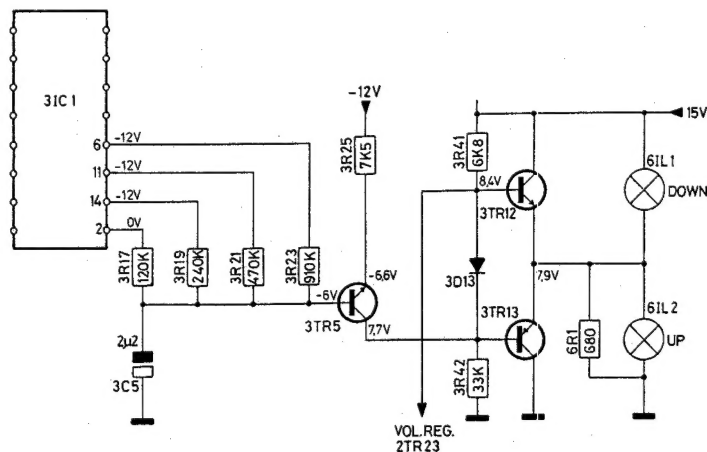 3IC1
6
-12V
11
-12V
14
-12V
2
0V
3R17
120K
3R19
240K
3R21
470K
3R23
910K
2µ2
3C5
-12V
3R25
7K5
-6,6V
-6V
3TR5
7,7V
3R41
6K8
8,4V
3TR12
3D13
3TR13
7,9V
3R42
33K
VOL.REG.
2TR23
15V
6IL1
DOWN
6IL2
UP
6R1
680